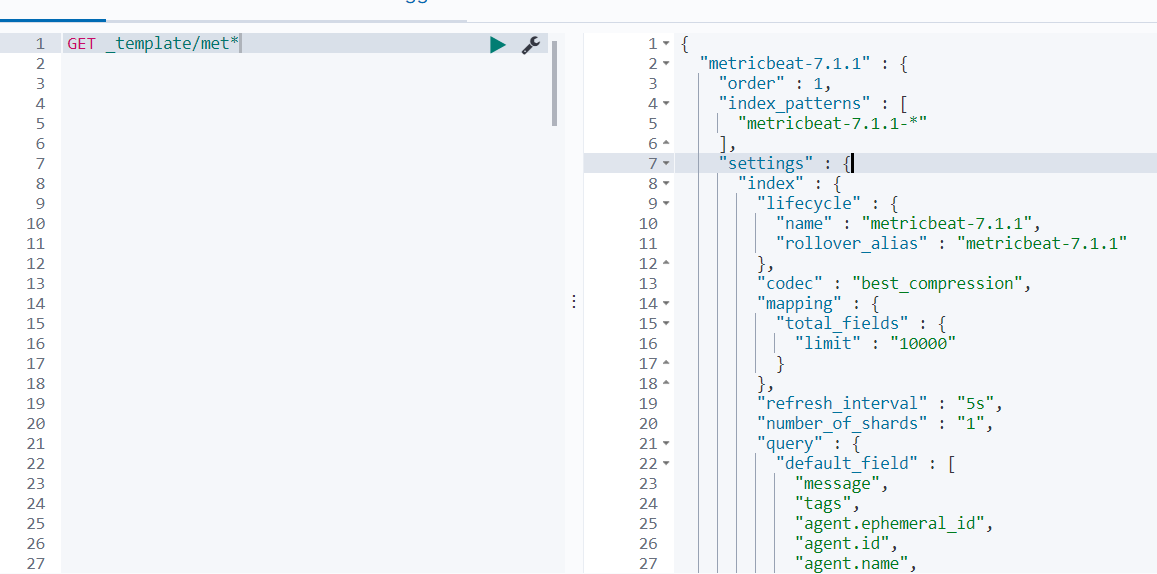 1 GET _template/met*
2
3
4
5
6
7
8
9
10
11
12
13
14
15
16
17
18
19
20
21
22
23
24
25
26
27
1 {
2 "metricbeat-7.1.1" : {
3 "order" : 1,
4 "index_patterns" : [
5 "metricbeat-7.1.1-*"
6 ],
7 "settings" : {
8 "index" : {
9 "lifecycle" : {
10 "name" : "metricbeat-7.1.1",
11 "rollover_alias" : "metricbeat-7.1.1"
12 },
13 "codec" : "best_compression",
14 "mapping" : {
15 "total_fields" : {
16 "limit" : "10000"
17 }
18 },
19 "refresh_interval" : "5s",
20 "number_of_shards" : "1",
21 "query" : {
22 "default_field" : [
23 "message",
24 "tags",
25 "agent.ephemeral_id",
26 "agent.id",
27 "agent.name",